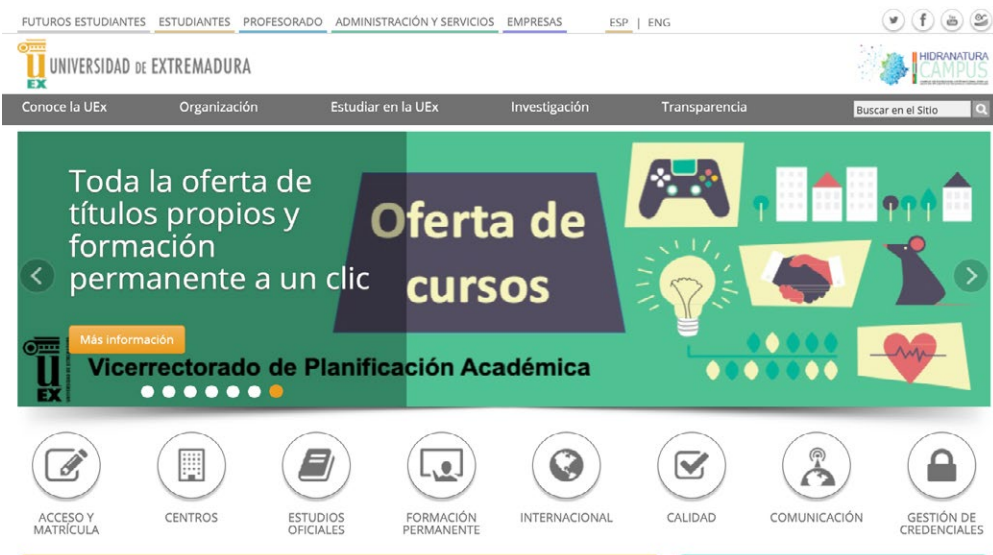 FUTUROS ESTUDIANTES ESTUDIANTES PROFESORADO ADMINISTRACIÓN Y SERVICIOS EMPRESAS ESP | ENG
UEX
UNIVERSIDAD DE EXTREMADURA
HIDRANATURA
CAMPUS
Conoce la UEx Organización Estudiar en la UEx Investigación Transparencia Buscar en el Sitio
Toda la oferta de
títulos propios y
formación
permanente a un clic
Oferta de
cursos
Más información
UEX
Vicerrectorado de Planificación Académica
ACCESO Y
MATRÍCULA
CENTROS
ESTUDIOS
OFICIALES
FORMACIÓN
PERMANENTE
INTERNACIONAL
CALIDAD
COMUNICACIÓN
GESTIÓN DE
CREDENCIALES